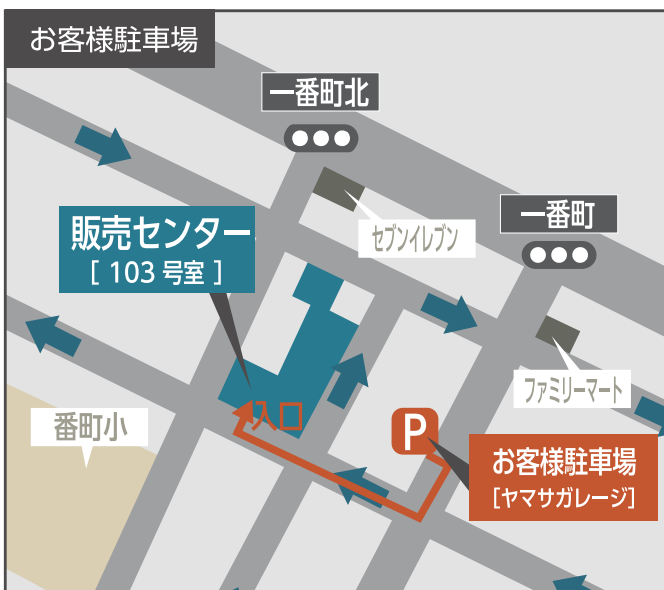 お客様駐車場
一番町北
セブンイレブン
一番町
販売センター
[ 103 号室 ]
ファミリーマート
番町小
入口
P
お客様駐車場
[ヤマサガレージ]